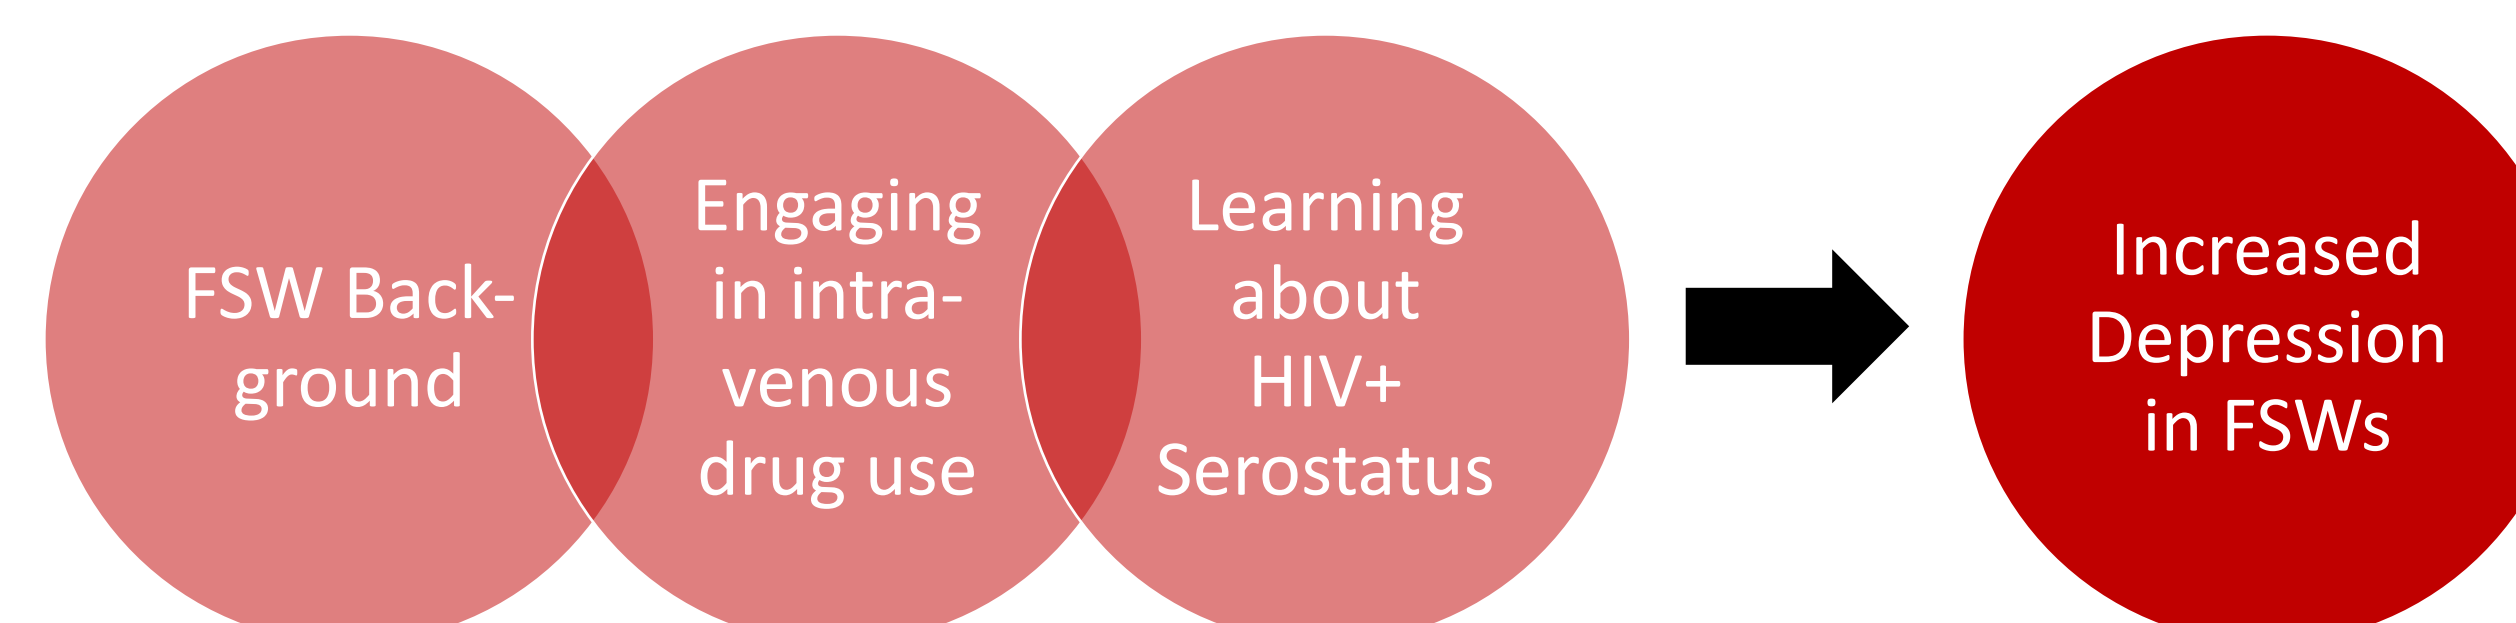 FSW Back-
ground
Engaging
in intra-
venous
drug use
Learning
about
HIV+
Serostatus
Increased
Depression
in FSWs